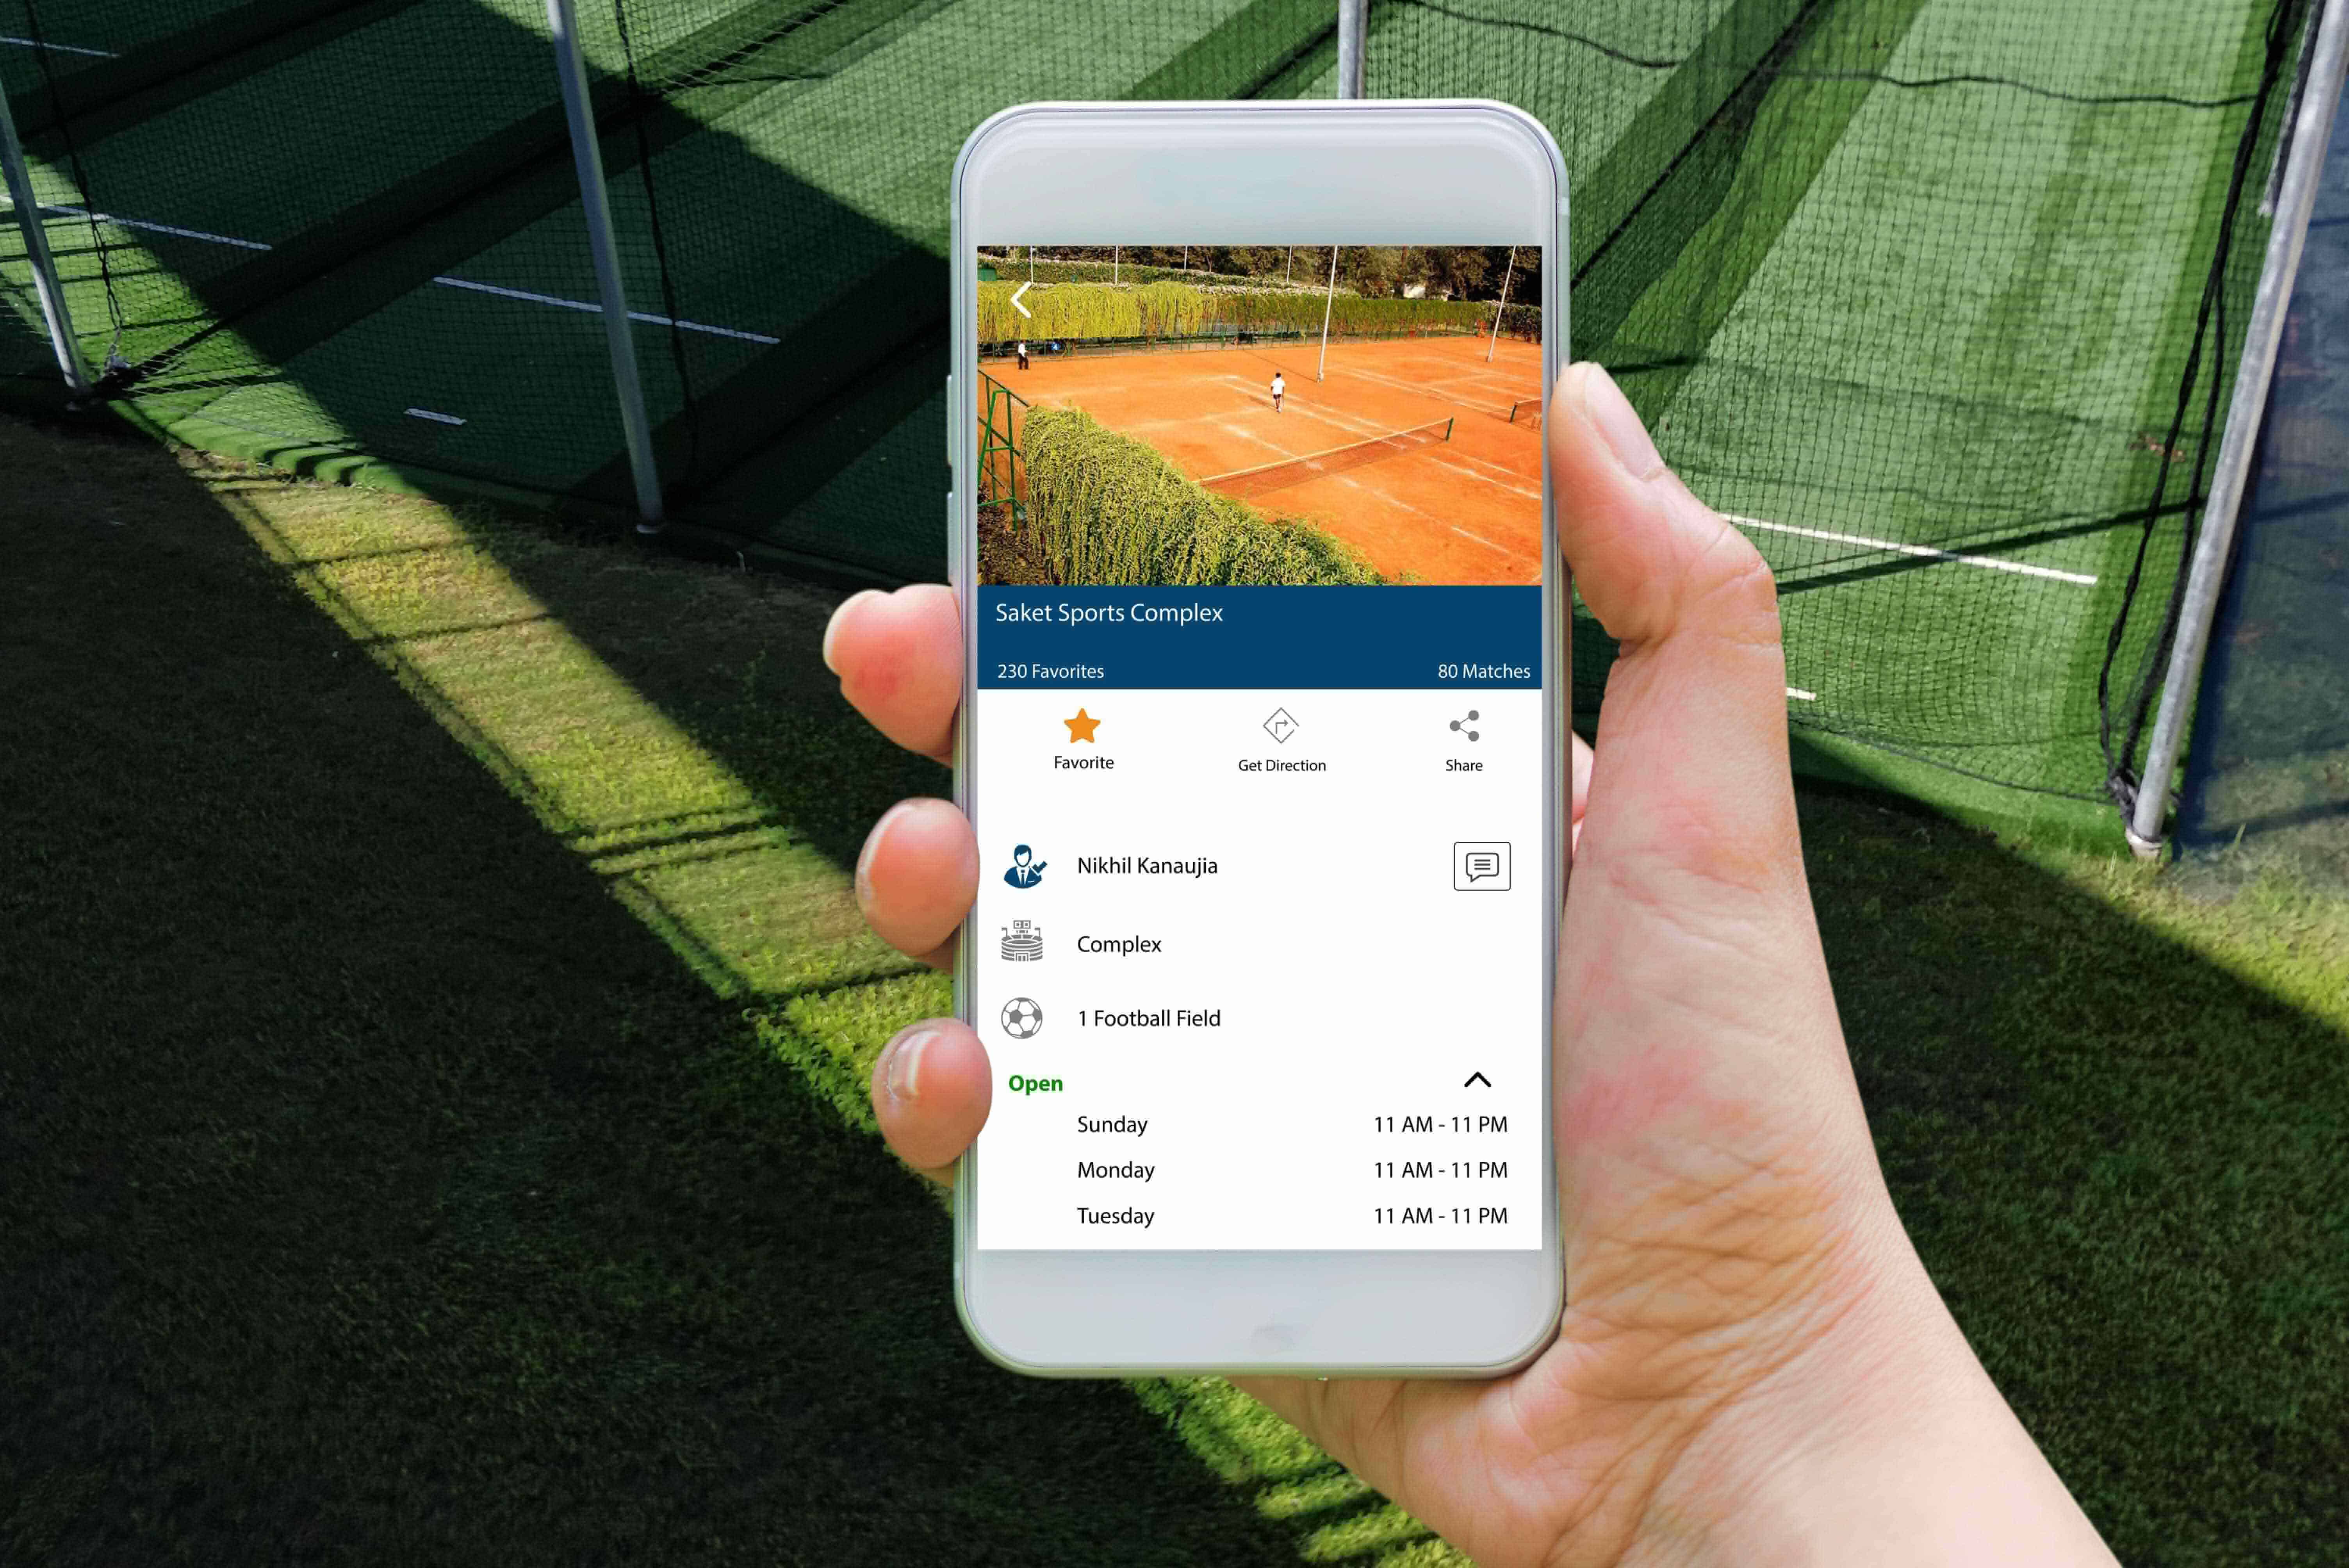 Saket Sports Complex
230 Favorites 80 Matches
Favorite Get Direction Share
Nikhil Kanaujia
Complex
1 Football Field
Open
Sunday 11 AM - 11 PM
Monday 11 AM - 11 PM
Tuesday 11 AM - 11 PM